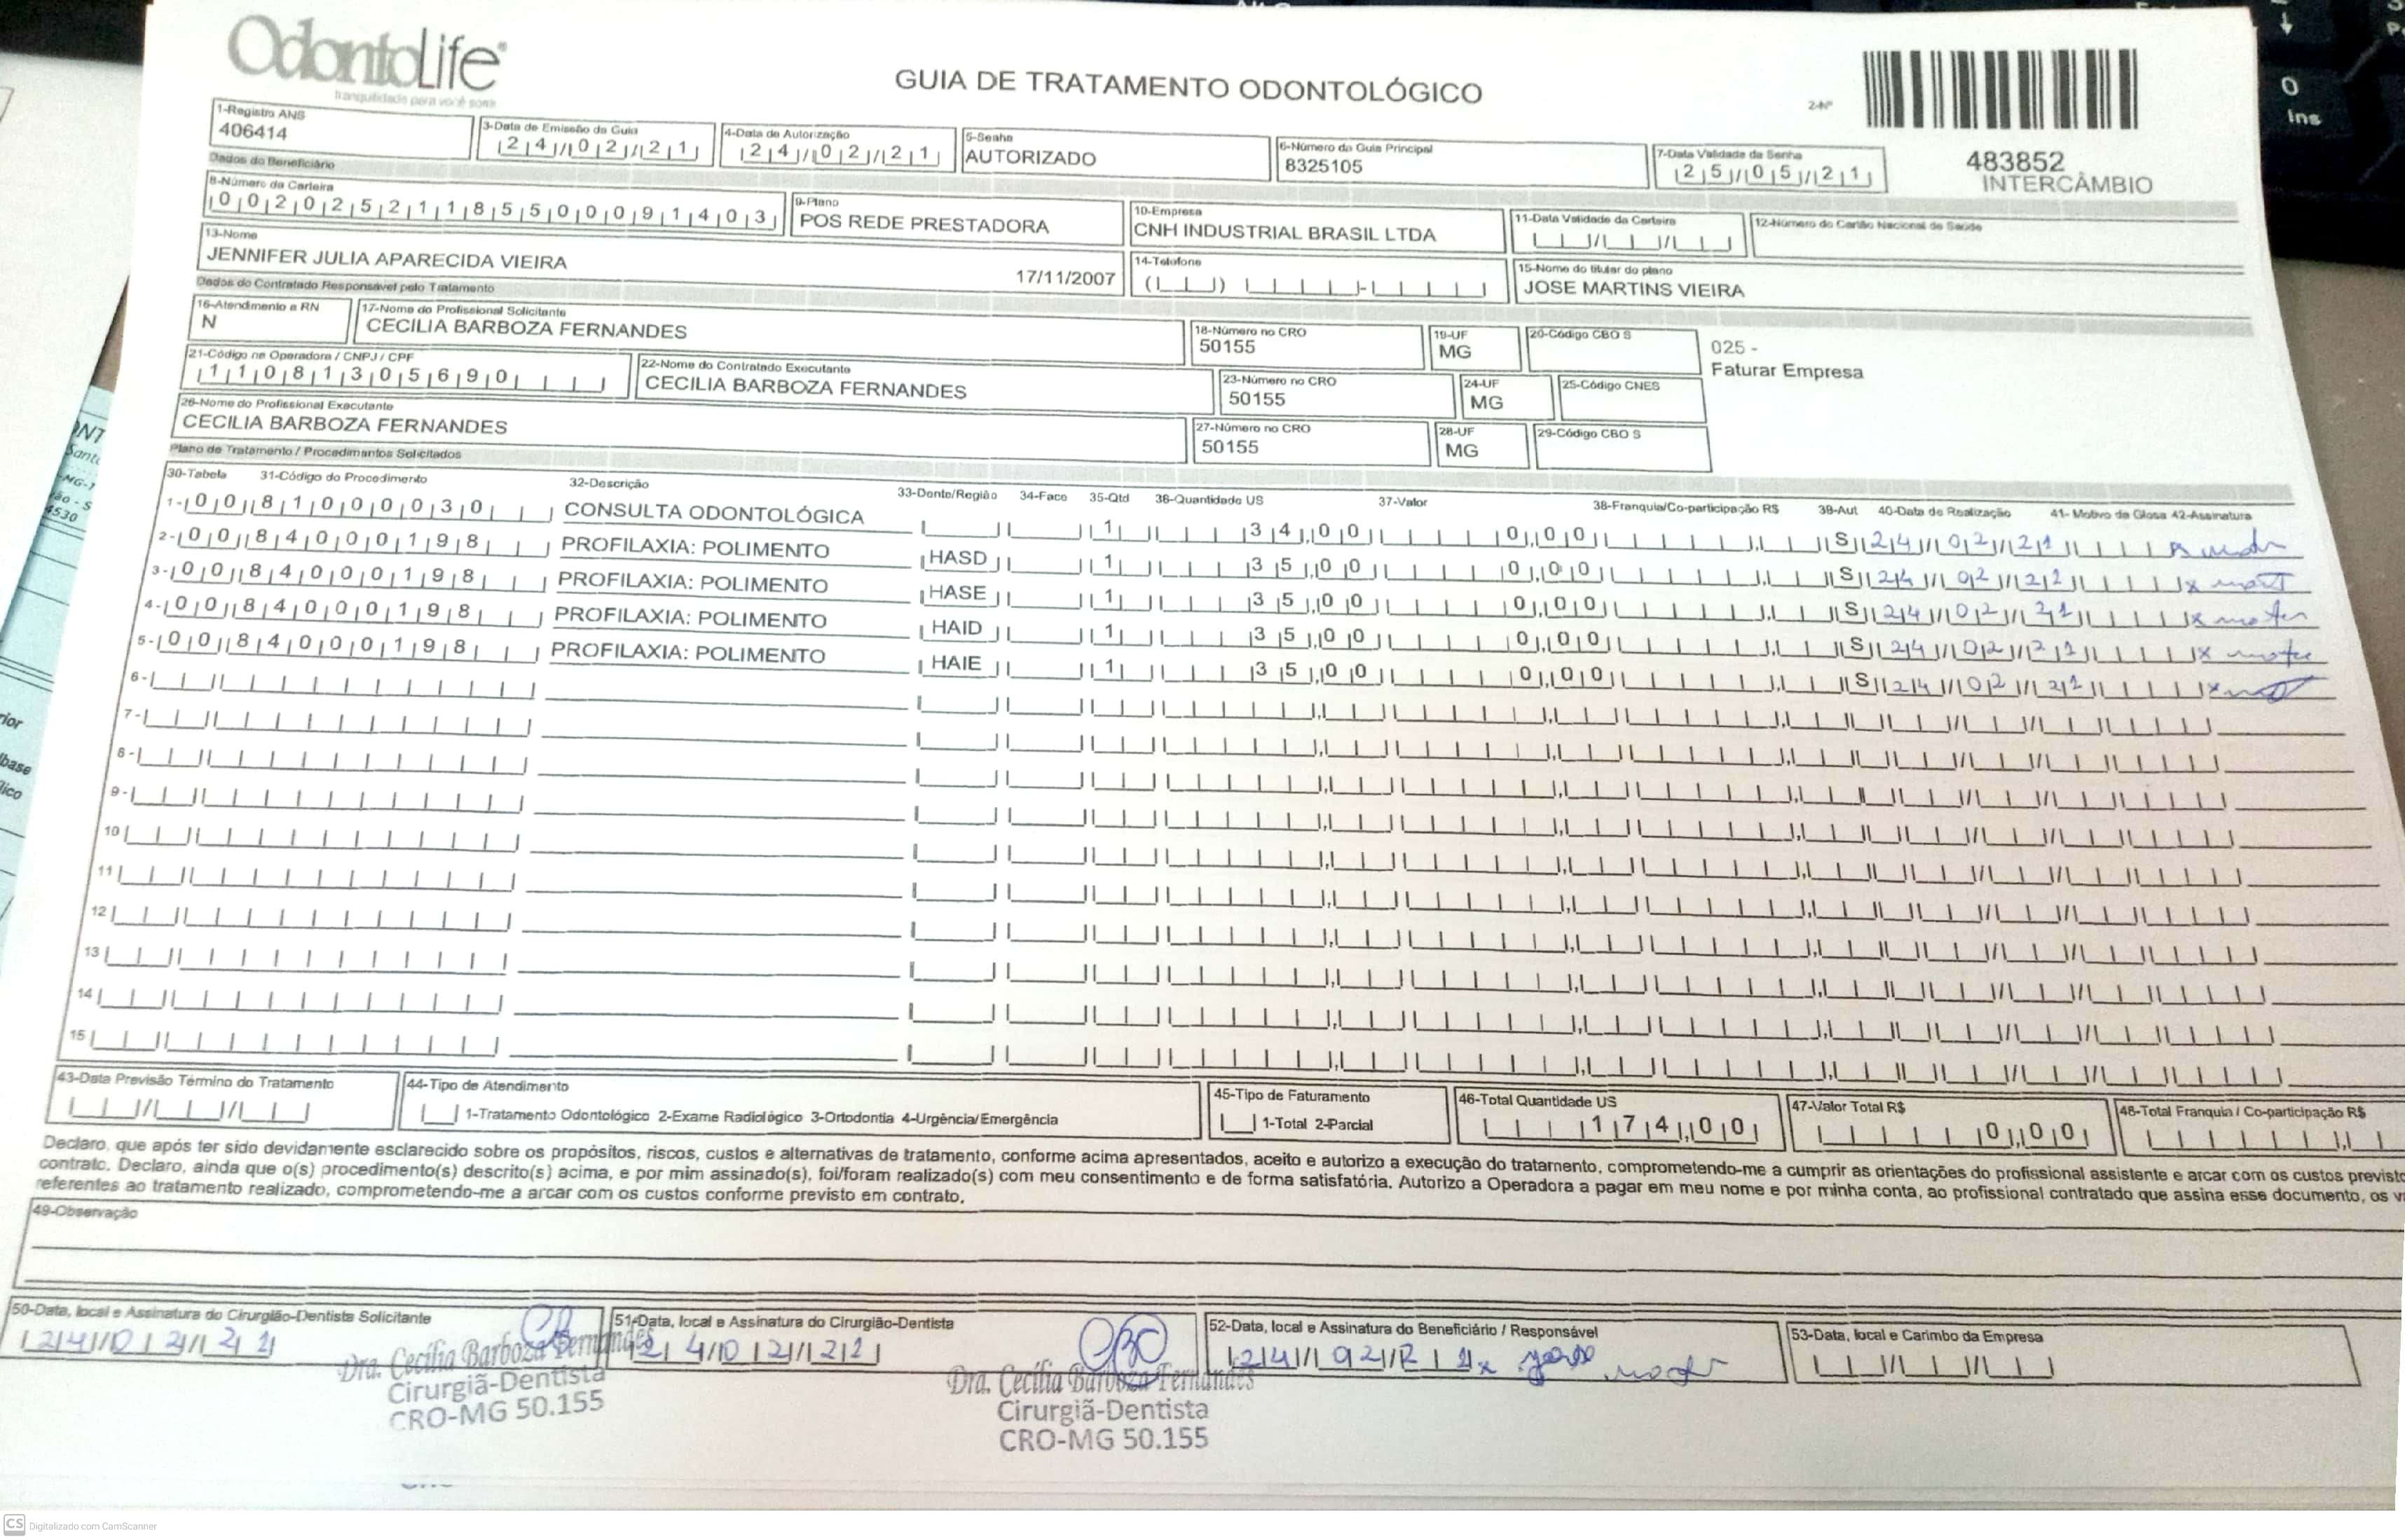 OdontoLife®
Tranquilidade para você sorrir
GUIA DE TRATAMENTO ODONTOLÓGICO
2-Nº
483852
INTERCÂMBIO
1-Registro ANS
406414
3-Data de Emissão da Guia
24/02/21
4-Data de Autorização
24/02/21
5-Senha
AUTORIZADO
6-Número da Guia Principal
8325105
7-Data Validade da Senha
25/05/21
Dados do Beneficiário
8-Número da Carteira
00202521185500091403
9-Plano
POS REDE PRESTADORA
10-Empresa
CNH INDUSTRIAL BRASIL LTDA
11-Data Validade da Carteira
12-Número do Cartão Nacional de Saúde
13-Nome
JENNIFER JULIA APARECIDA VIEIRA
17/11/2007
14-Telefone
15-Nome do titular do plano
JOSE MARTINS VIEIRA
Dados do Contratado Responsável pelo Tratamento
16-Atendimento a RN
N
17-Nome do Profissional Solicitante
CECILIA BARBOZA FERNANDES
18-Número no CRO
50155
19-UF
MG
20-Código CBO S
025 -
Faturar Empresa
21-Código na Operadora / CNPJ / CPF
11081305690
22-Nome do Contratado Executante
CECILIA BARBOZA FERNANDES
23-Número no CRO
50155
24-UF
MG
25-Código CNES
26-Nome do Profissional Executante
CECILIA BARBOZA FERNANDES
27-Número no CRO
50155
28-UF
MG
29-Código CBO S
Plano de Tratamento / Procedimentos Solicitados
30-Tabela 31-Código do Procedimento 32-Descrição 33-Dente/Região 34-Face 35-Qtd 36-Quantidade US 37-Valor 38-Franquia/Co-participação R$ 39-Aut 40-Data de Realização 41- Motivo da Glosa 42-Assinatura
1- 00 81000030 CONSULTA ODONTOLÓGICA 1 34,00 0,00 S 24/02/21
2- 00 84000198 PROFILAXIA: POLIMENTO HASD 1 35,00 0,00 S 24/02/21
3- 00 84000198 PROFILAXIA: POLIMENTO HASE 1 35,00 0,00 S 24/02/21
4- 00 84000198 PROFILAXIA: POLIMENTO HAID 1 35,00 0,00 S 24/02/21
5- 00 84000198 PROFILAXIA: POLIMENTO HAIE 1 35,00 0,00 S 24/02/21
6-
7-
8-
9-
10
11
12
13
14
15
43-Data Previsão Término do Tratamento
44-Tipo de Atendimento
1-Tratamento Odontológico 2-Exame Radiológico 3-Ortodontia 4-Urgência/Emergência
45-Tipo de Faturamento
1-Total 2-Parcial
46-Total Quantidade US
174,00
47-Valor Total R$
0,00
48-Total Franquia / Co-participação R$
Declaro, que após ter sido devidamente esclarecido sobre os propósitos, riscos, custos e alternativas de tratamento, conforme acima apresentados, aceito e autorizo a execução do tratamento, comprometendo-me a cumprir as orientações do profissional assistente e arcar com os custos previsto
contrato. Declaro, ainda que o(s) procedimento(s) descrito(s) acima, e por mim assinado(s), foi/foram realizado(s) com meu consentimento e de forma satisfatória. Autorizo a Operadora a pagar em meu nome e por minha conta, ao profissional contratado que assina esse documento, os v
referentes ao tratamento realizado, comprometendo-me a arcar com os custos conforme previsto em contrato.
49-Observação
50-Data, local e Assinatura do Cirurgião-Dentista Solicitante
24/02/21
Dra. Cecília Barboza Fernandes
Cirurgiã-Dentista
CRO-MG 50.155
51-Data, local e Assinatura do Cirurgião-Dentista
24/02/21
Dra. Cecília Barboza Fernandes
Cirurgiã-Dentista
CRO-MG 50.155
52-Data, local e Assinatura do Beneficiário / Responsável
24/02/21
53-Data, local e Carimbo da Empresa
CS Digitalizado com CamScanner